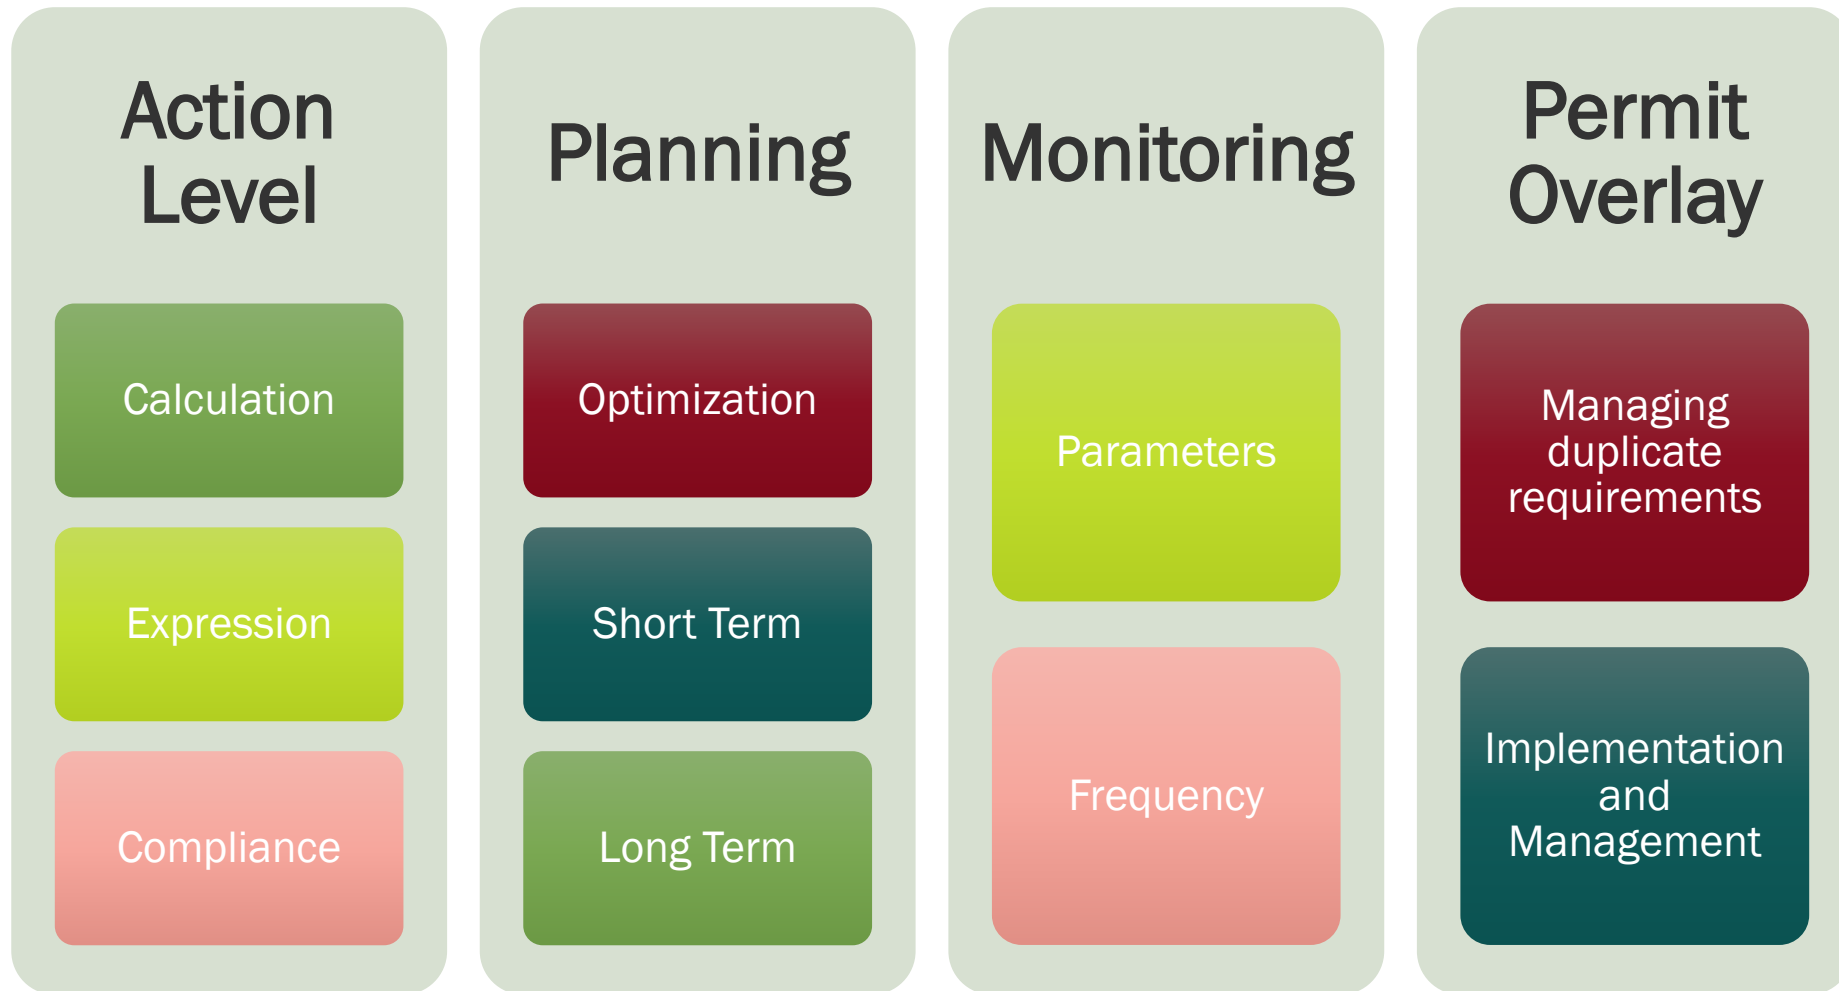 Action
Level
Calculation
Expression
Compliance
Planning
Optimization
Short Term
Long Term
Monitoring
Parameters
Frequency
Permit
Overlay
Managing
duplicate
requirements
Implementation
and
Management